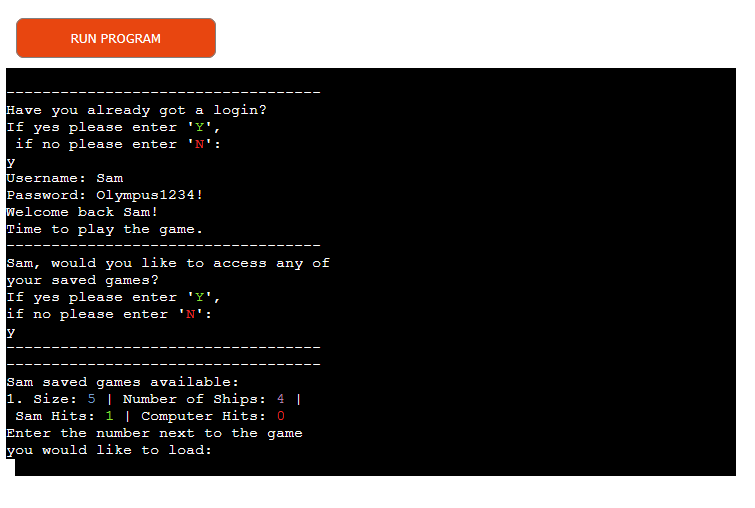 RUN PROGRAM
-----------------------------------
Have you already got a login?
If yes please enter 'Y',
 if no please enter 'N':
y
Username: Sam
Password: Olympus1234!
Welcome back Sam!
Time to play the game.
-----------------------------------
Sam, would you like to access any of
your saved games?
If yes please enter 'Y',
if no please enter 'N':
y
-----------------------------------
-----------------------------------
Sam saved games available:
1. Size: 5 | Number of Ships: 4 |
 Sam Hits: 1 | Computer Hits: 0
Enter the number next to the game
you would like to load: